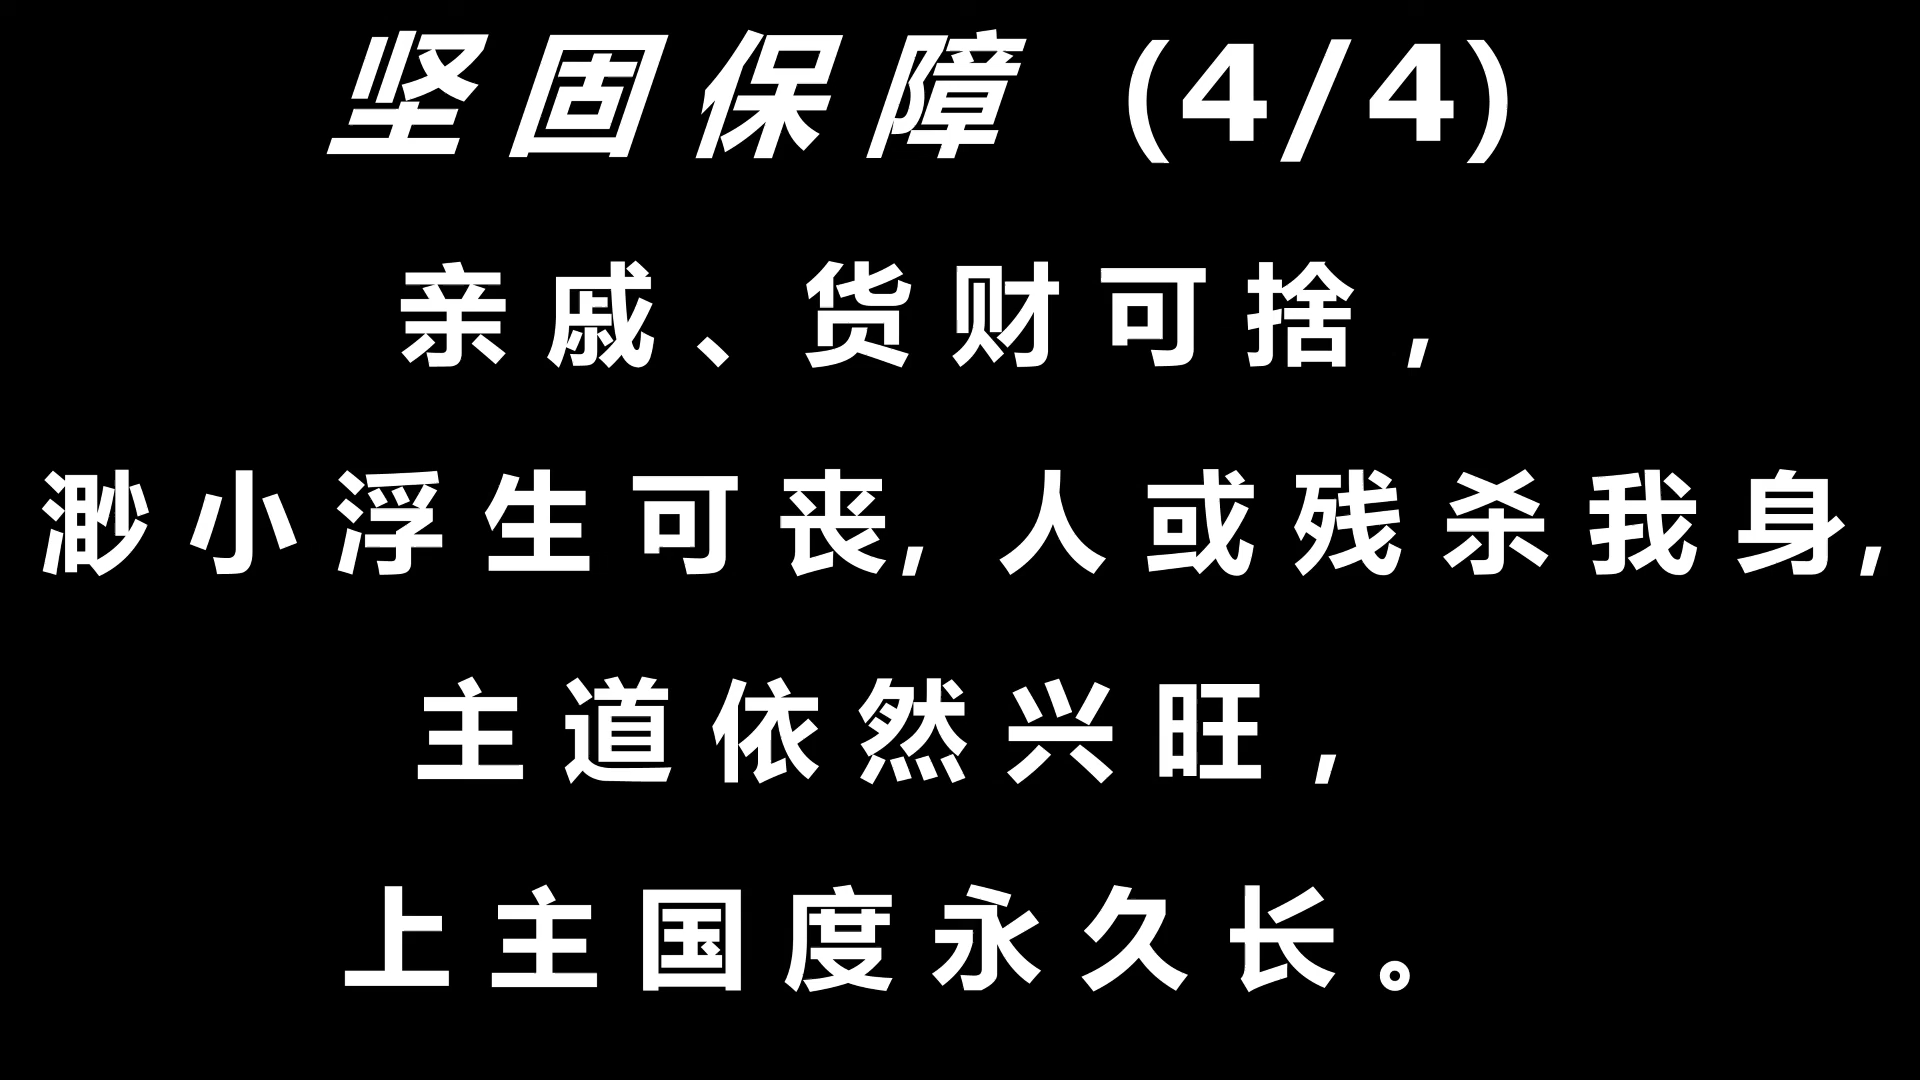 坚固保障 (4/4)
亲戚、货财可捨,
渺小浮生可丧, 人或残杀我身,
主道依然兴旺,
上主国度永久长。